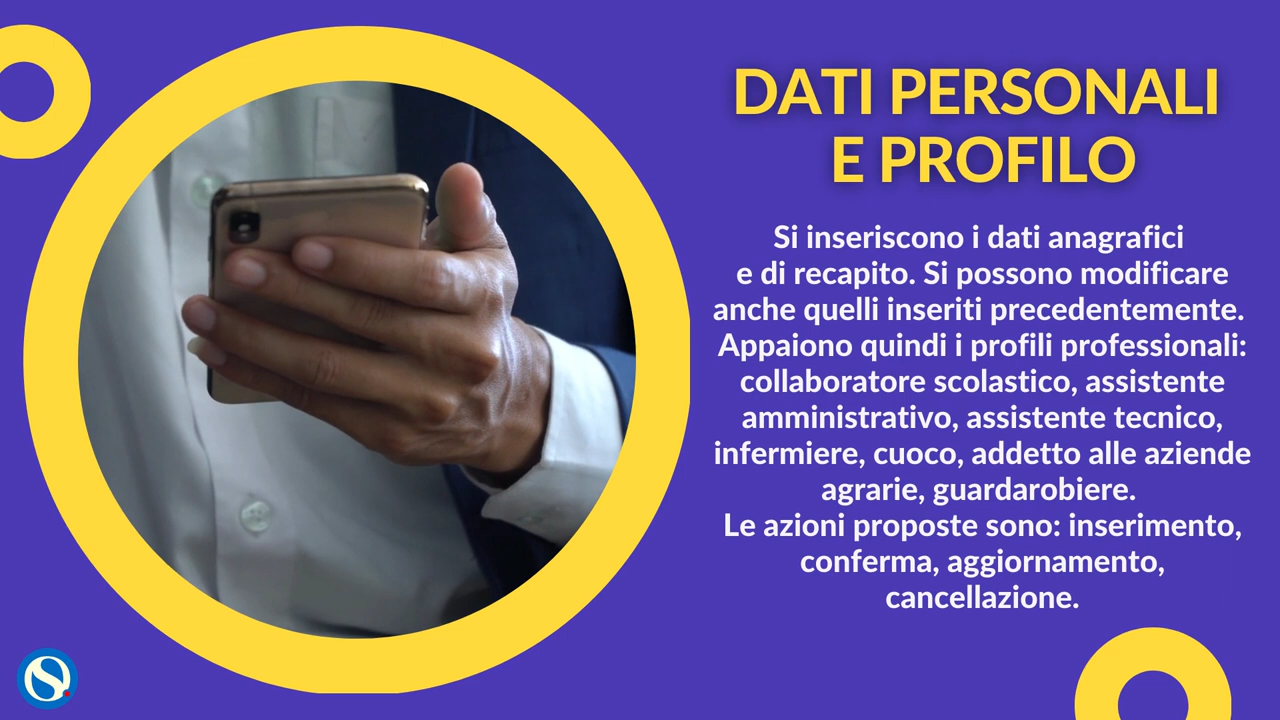 DATI PERSONALI
E PROFILO
Si inseriscono i dati anagrafici
e di recapito. Si possono modificare
anche quelli inseriti precedentemente.
Appaiono quindi i profili professionali:
collaboratore scolastico, assistente
amministrativo, assistente tecnico,
infermiere, cuoco, addetto alle aziende
agrarie, guardarobiere.
Le azioni proposte sono: inserimento,
conferma, aggiornamento,
cancellazione.
S.